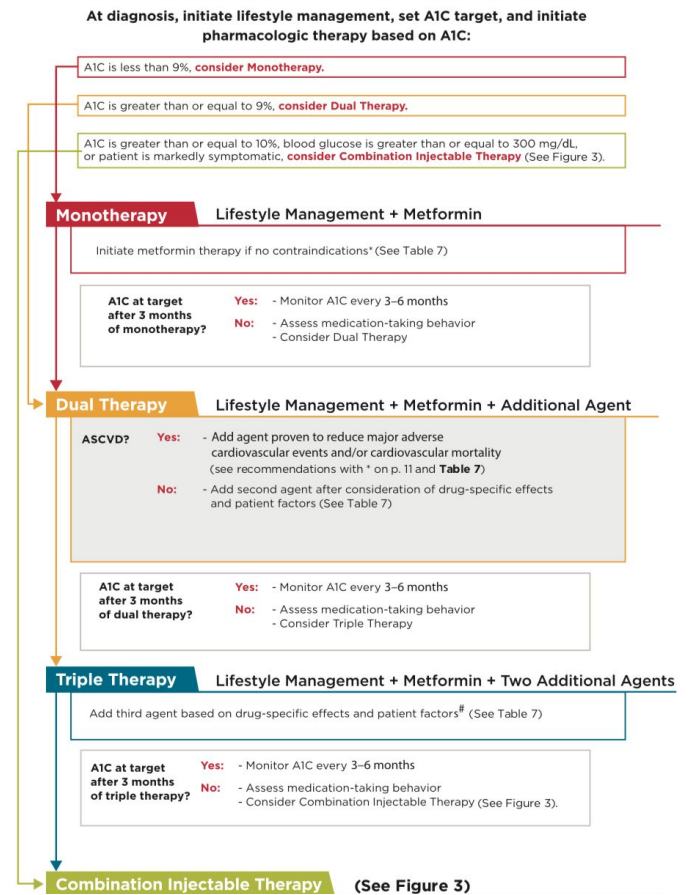 At diagnosis, initiate lifestyle management, set A1C target, and initiate
pharmacologic therapy based on A1C:
A1C is less than 9%, consider Monotherapy.
A1C is greater than or equal to 9%, consider Dual Therapy.
A1C is greater than or equal to 10%, blood glucose is greater than or equal to 300 mg/dL,
or patient is markedly symptomatic, consider Combination Injectable Therapy (See Figure 3).
Monotherapy Lifestyle Management + Metformin
Initiate metformin therapy if no contraindications* (See Table 7)
A1C at target
after 3 months
of monotherapy?
Yes: - Monitor A1C every 3–6 months
No: - Assess medication-taking behavior
- Consider Dual Therapy
Dual Therapy Lifestyle Management + Metformin + Additional Agent
ASCVD? Yes: - Add agent proven to reduce major adverse
cardiovascular events and/or cardiovascular mortality
(see recommendations with * on p. 11 and Table 7)
No: - Add second agent after consideration of drug-specific effects
and patient factors (See Table 7)
A1C at target
after 3 months
of dual therapy?
Yes: - Monitor A1C every 3–6 months
No: - Assess medication-taking behavior
- Consider Triple Therapy
Triple Therapy Lifestyle Management + Metformin + Two Additional Agents
Add third agent based on drug-specific effects and patient factors# (See Table 7)
A1C at target
after 3 months
of triple therapy?
Yes: - Monitor A1C every 3–6 months
No: - Assess medication-taking behavior
- Consider Combination Injectable Therapy (See Figure 3).
Combination Injectable Therapy (See Figure 3)